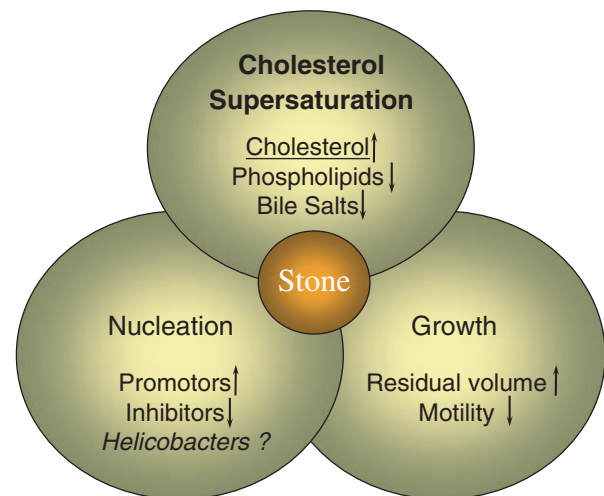 Cholesterol
Supersaturation
Cholesterol↑
Phospholipids↓
Bile Salts↓
Stone
Nucleation
Promotors↑
Inhibitors↓
Helicobacters ?
Growth
Residual volume↑
Motility ↓